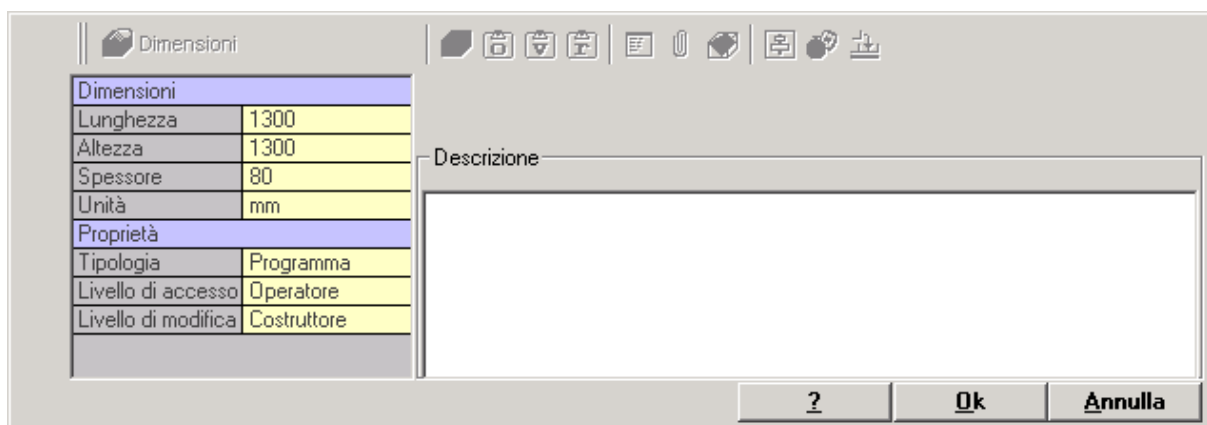 Dimensioni
Dimensioni
Lunghezza 1300
Altezza 1300
Spessore 80
Unità mm
Proprietà
Tipologia Programma
Livello di accesso Operatore
Livello di modifica Costruttore
Descrizione
? Ok Annulla